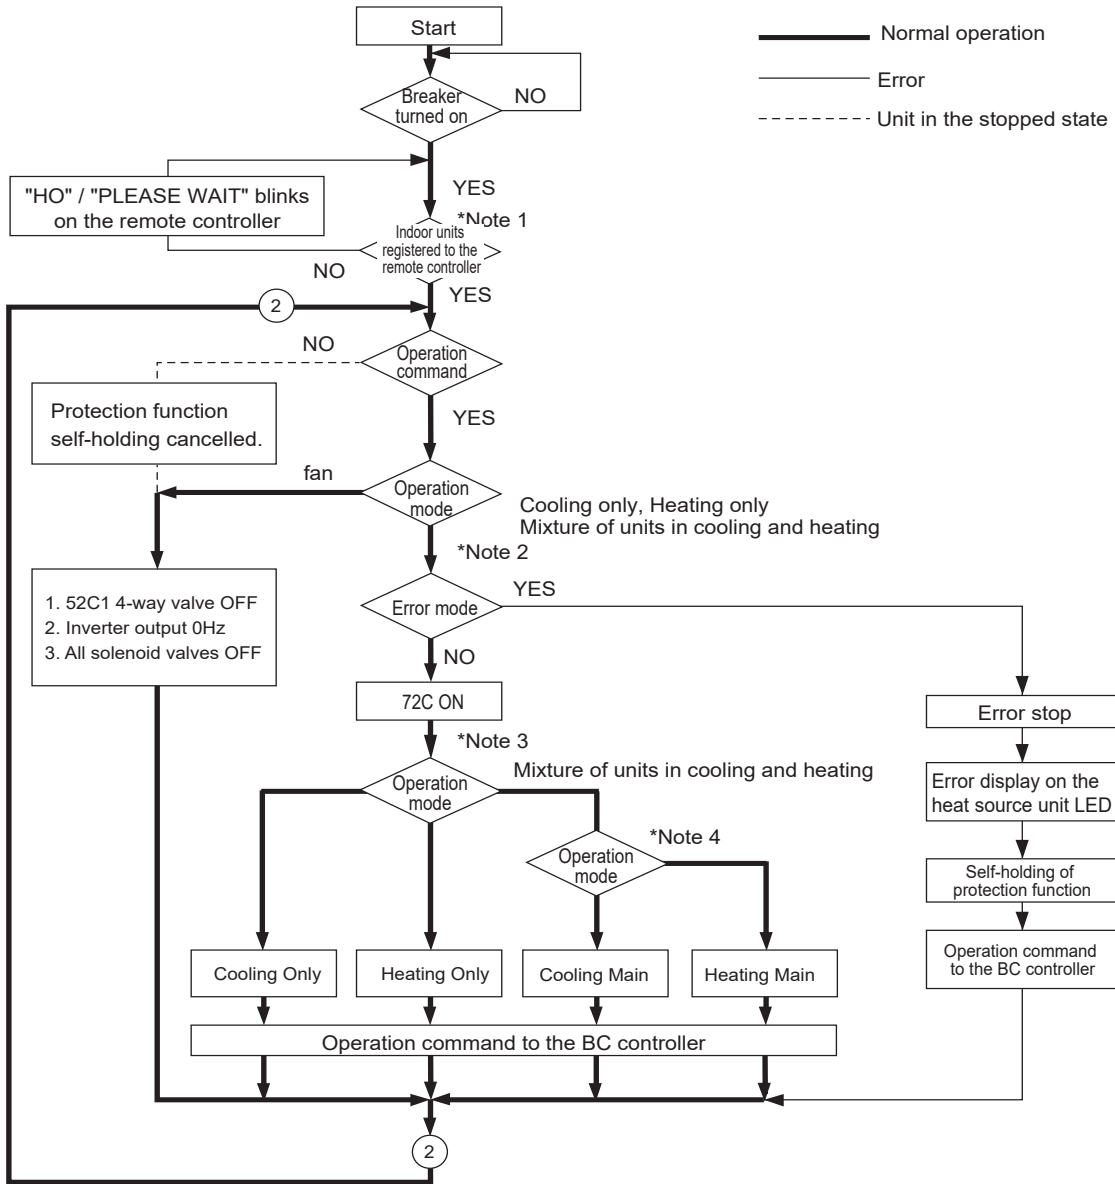 Start
Normal operation
Error
Unit in the stopped state
Breaker
turned on
NO
YES
"HO" / "PLEASE WAIT" blinks
on the remote controller
*Note 1
Indoor units
registered to the
remote controller
NO
YES
2
NO
Operation
command
YES
Protection function
self-holding cancelled.
fan
Operation
mode
Cooling only, Heating only
Mixture of units in cooling and heating
*Note 2
YES
Error mode
NO
1. 52C1 4-way valve OFF
2. Inverter output 0Hz
3. All solenoid valves OFF
72C ON
*Note 3
Mixture of units in cooling and heating
Operation
mode
*Note 4
Operation
mode
Error stop
Error display on the
heat source unit LED
Self-holding of
protection function
Operation command
to the BC controller
Cooling Only
Heating Only
Cooling Main
Heating Main
Operation command to the BC controller
2